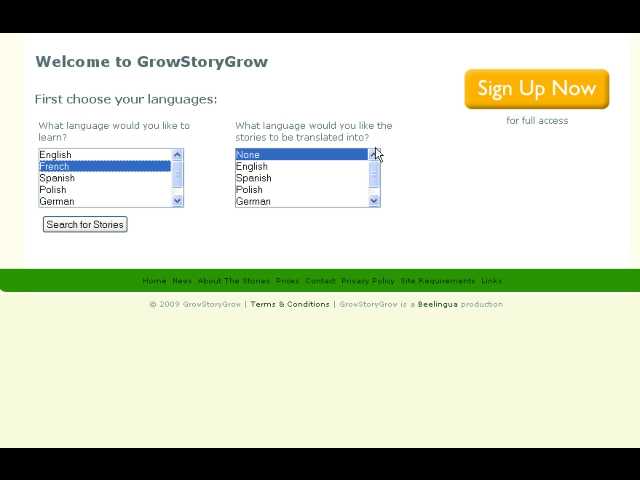 Welcome to GrowStoryGrow
Sign Up Now
for full access
First choose your languages:
What language would you like to
learn?
English
French
Spanish
Polish
German
What language would you like the
stories to be translated into?
None
English
Spanish
Polish
German
Search for Stories
Home News About The Stories Prices Contact Privacy Policy Site Requirements Links
© 2009 GrowStoryGrow | Terms & Conditions | GrowStoryGrow is a Beelingua production